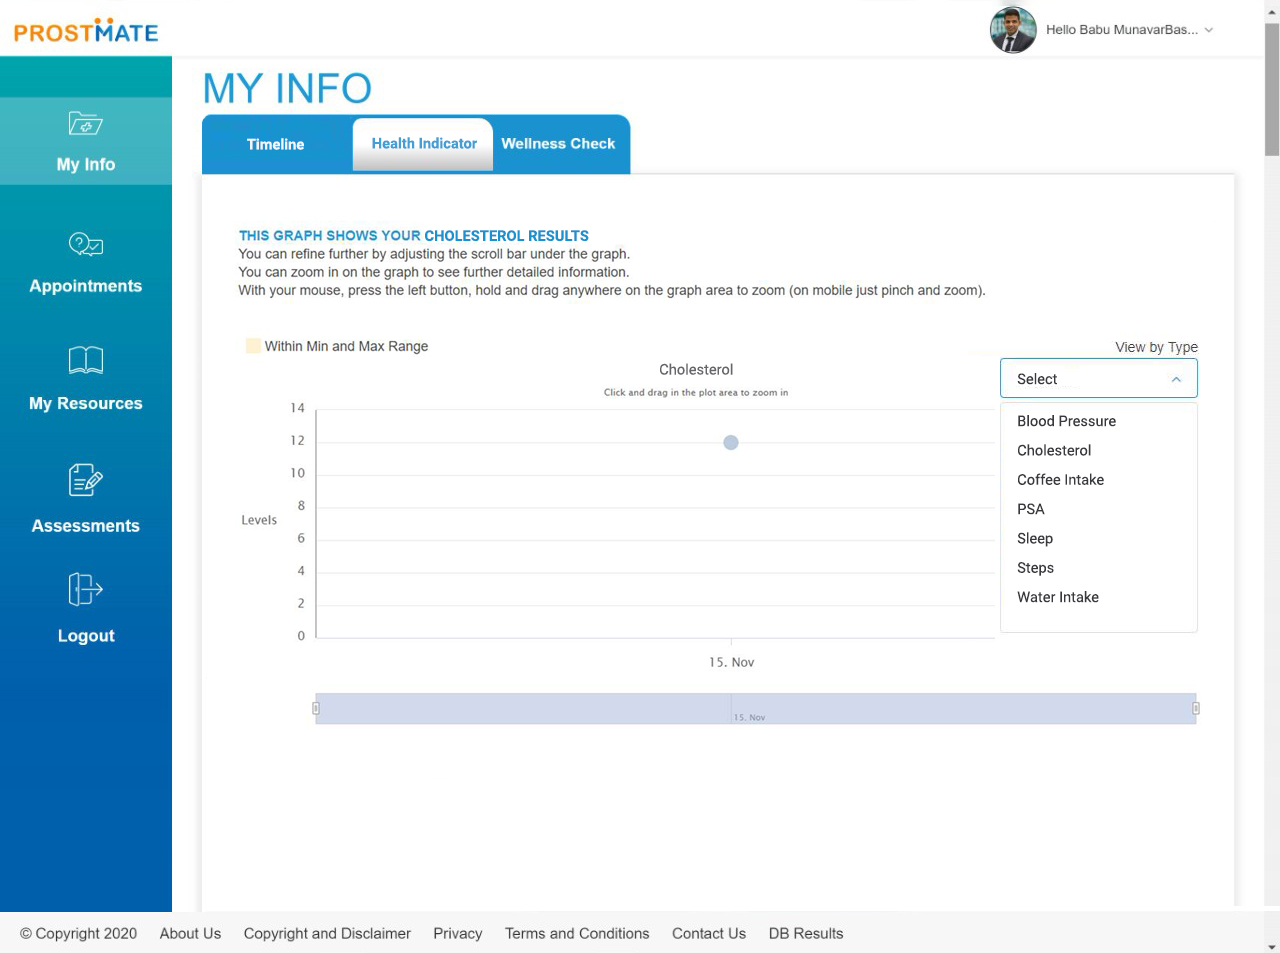 PROSTMATE
Hello Babu MunavarBas...
My Info
Appointments
My Resources
Assessments
Logout
MY INFO
Timeline
Health Indicator
Wellness Check
THIS GRAPH SHOWS YOUR CHOLESTEROL RESULTS
You can refine further by adjusting the scroll bar under the graph.
You can zoom in on the graph to see further detailed information.
With your mouse, press the left button, hold and drag anywhere on the graph area to zoom (on mobile just pinch and zoom).
Within Min and Max Range
View by Type
Select
Blood Pressure
Cholesterol
Coffee Intake
PSA
Sleep
Steps
Water Intake
Cholesterol
Click and drag in the plot area to zoom in
Levels
14
12
10
8
6
4
2
0
15. Nov
15. Nov
© Copyright 2020 About Us Copyright and Disclaimer Privacy Terms and Conditions Contact Us DB Results